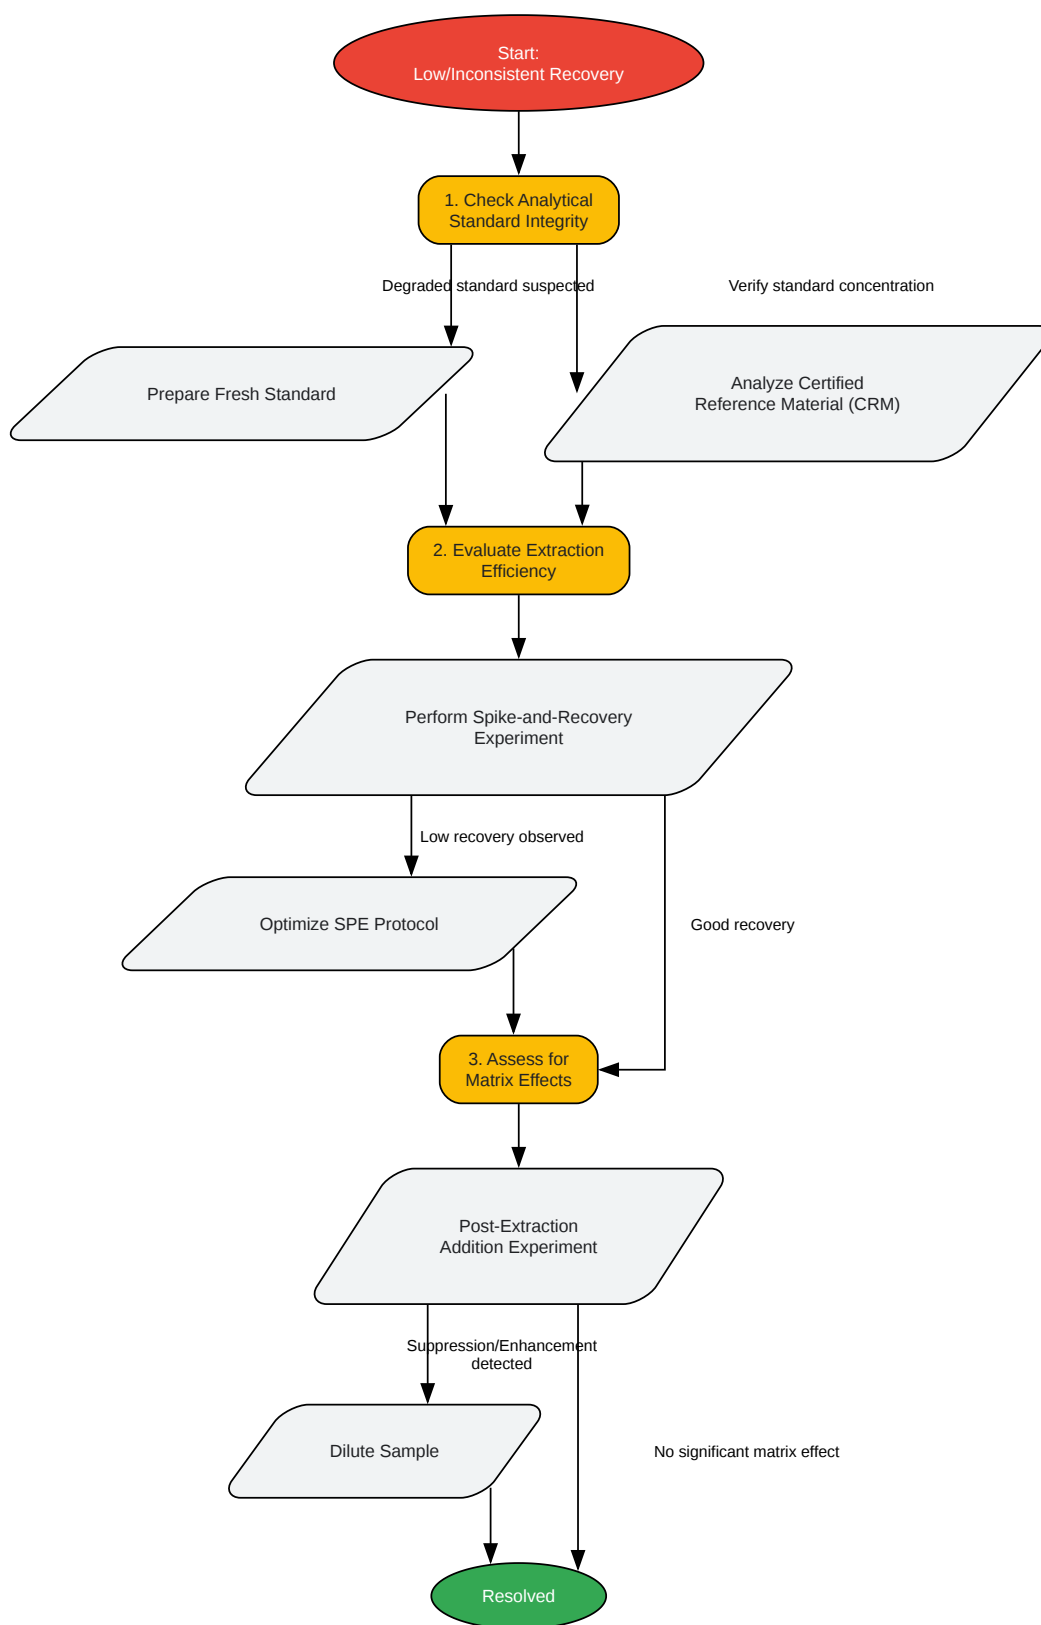 Start:
Low/Inconsistent Recovery
1. Check Analytical
Standard Integrity
Degraded standard suspected
Verify standard concentration
Prepare Fresh Standard
Analyze Certified
Reference Material (CRM)
2. Evaluate Extraction
Efficiency
Perform Spike-and-Recovery
Experiment
Low recovery observed
Optimize SPE Protocol
Good recovery
3. Assess for
Matrix Effects
Post-Extraction
Addition Experiment
Suppression/Enhancement
detected
Dilute Sample
No significant matrix effect
Resolved